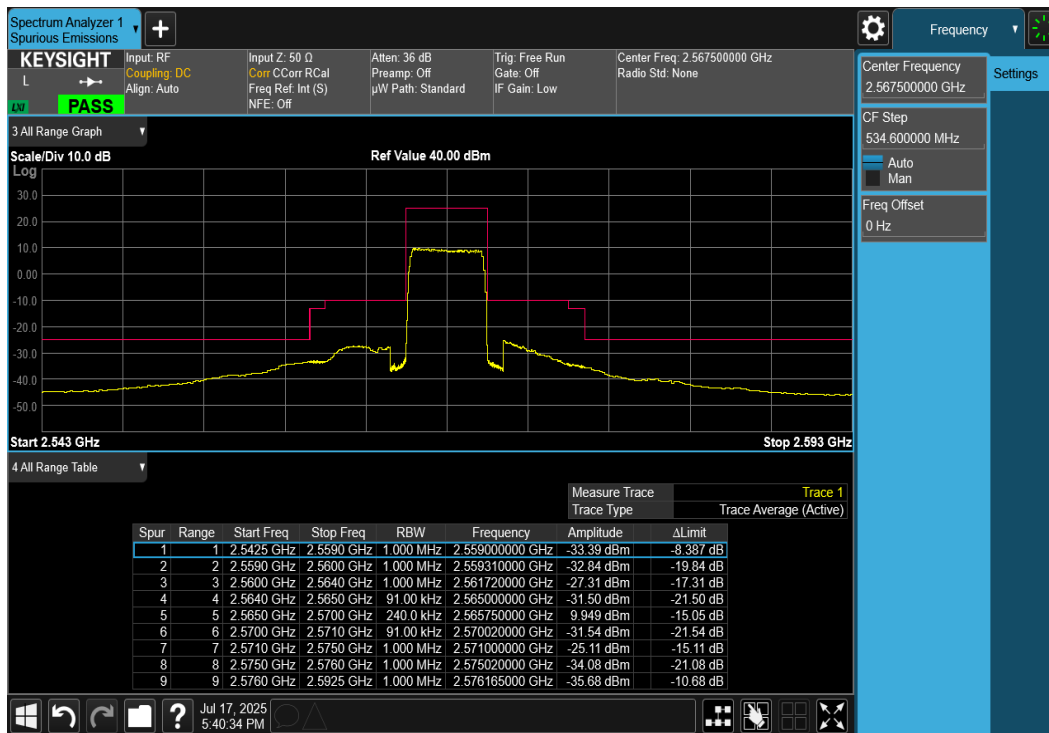 Spectrum Analyzer 1
Spurious Emissions
+
Frequency
KEYSIGHT
L
LXI
PASS
Input: RF
Coupling: DC
Align: Auto
Input Z: 50 Ω
Corr CCorr RCal
Freq Ref: Int (S)
NFE: Off
Atten: 36 dB
Preamp: Off
µW Path: Standard
Trig: Free Run
Gate: Off
IF Gain: Low
Center Freq: 2.567500000 GHz
Radio Std: None
Center Frequency
2.567500000 GHz
Settings
CF Step
534.600000 MHz
Auto
Man
Freq Offset
0 Hz
3 All Range Graph
Scale/Div 10.0 dB
Ref Value 40.00 dBm
Log
30.0
20.0
10.0
0.00
-10.0
-20.0
-30.0
-40.0
-50.0
Start 2.543 GHz
Stop 2.593 GHz
4 All Range Table
Measure Trace Trace 1
Trace Type Trace Average (Active)
Spur Range Start Freq Stop Freq RBW Frequency Amplitude ΔLimit
1 1 2.5425 GHz 2.5590 GHz 1.000 MHz 2.559000000 GHz -33.39 dBm -8.387 dB
2 2 2.5590 GHz 2.5600 GHz 1.000 MHz 2.559310000 GHz -32.84 dBm -19.84 dB
3 3 2.5600 GHz 2.5640 GHz 1.000 MHz 2.561720000 GHz -27.31 dBm -17.31 dB
4 4 2.5640 GHz 2.5650 GHz 91.00 kHz 2.565000000 GHz -31.50 dBm -21.50 dB
5 5 2.5650 GHz 2.5700 GHz 240.0 kHz 2.565750000 GHz 9.949 dBm -15.05 dB
6 6 2.5700 GHz 2.5710 GHz 91.00 kHz 2.570020000 GHz -31.54 dBm -21.54 dB
7 7 2.5710 GHz 2.5750 GHz 1.000 MHz 2.571000000 GHz -25.11 dBm -15.11 dB
8 8 2.5750 GHz 2.5760 GHz 1.000 MHz 2.575020000 GHz -34.08 dBm -21.08 dB
9 9 2.5760 GHz 2.5925 GHz 1.000 MHz 2.576165000 GHz -35.68 dBm -10.68 dB
?
Jul 17, 2025
5:40:34 PM